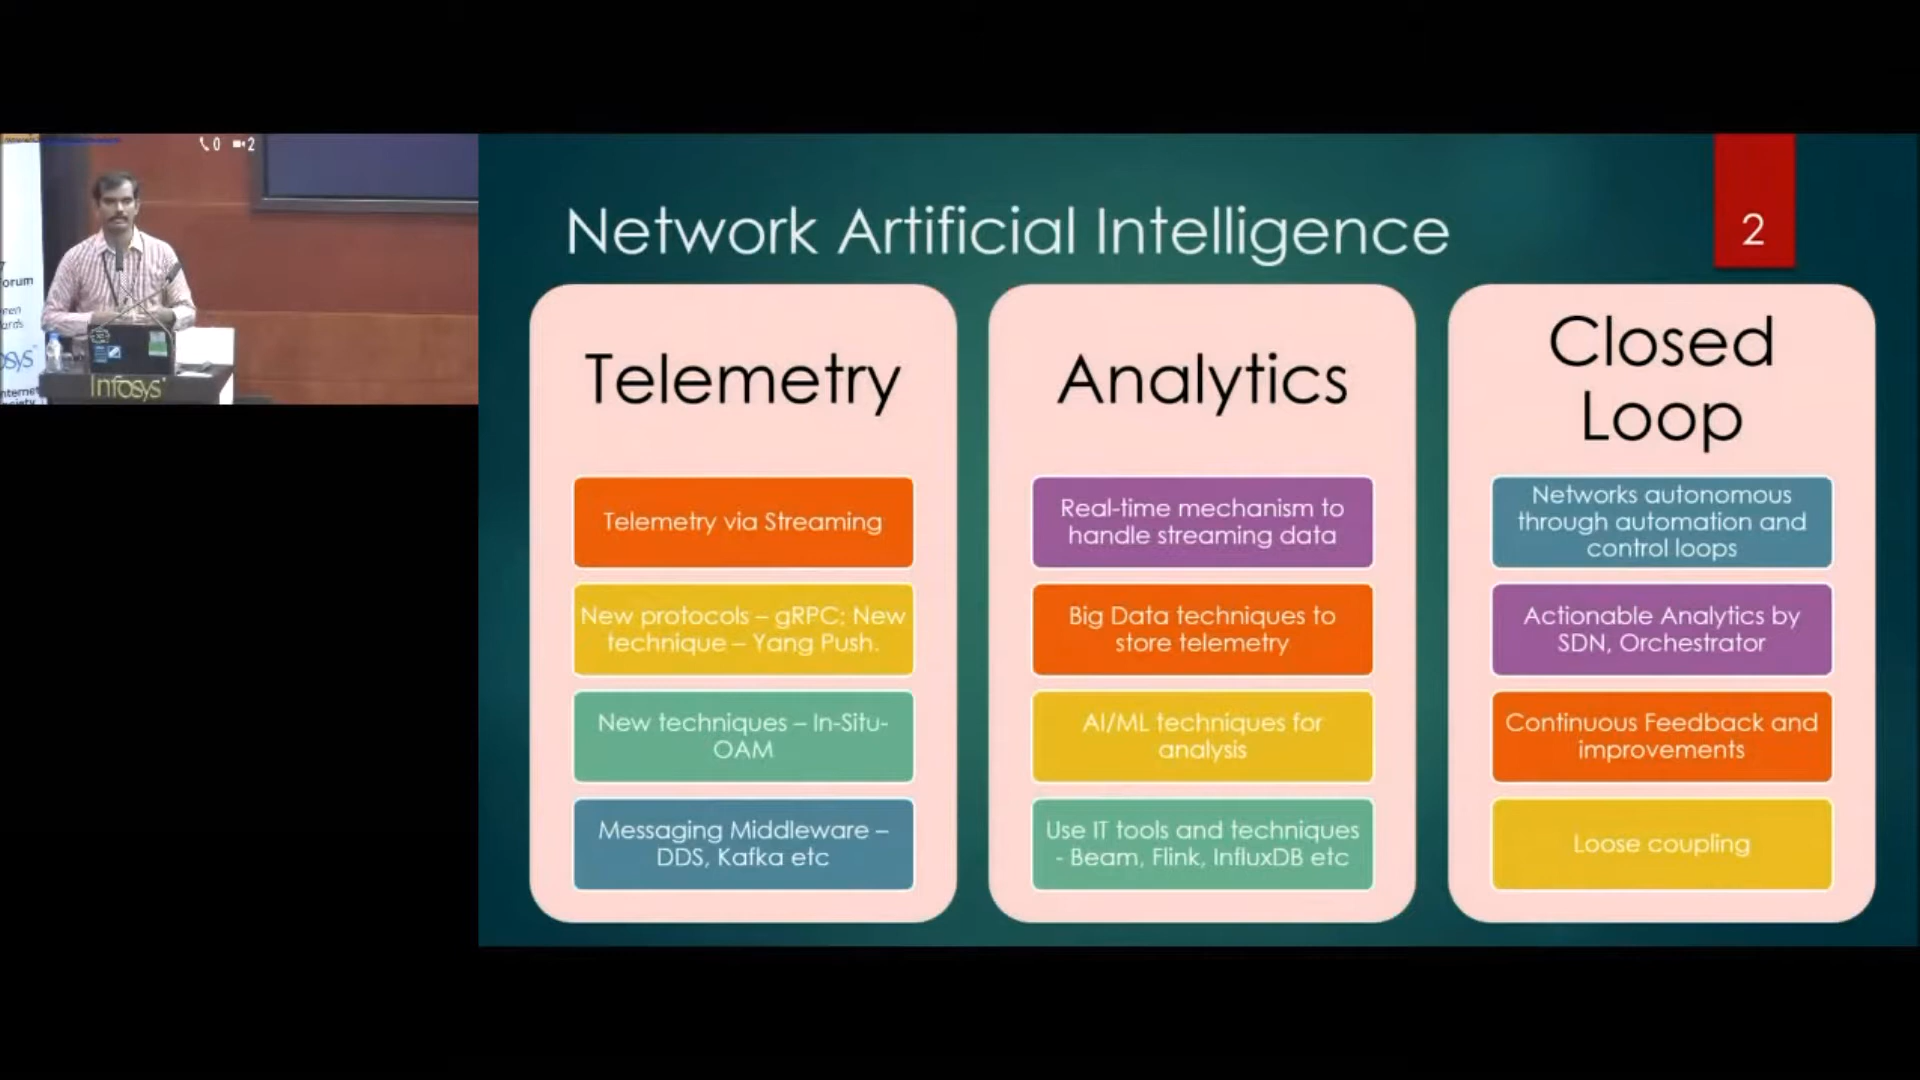 0 2
orum
Infosys
Network Artificial Intelligence
2
Telemetry
Telemetry via Streaming
New protocols – gRPC; New
technique – Yang Push.
New techniques – In-Situ-
OAM
Messaging Middleware –
DDS, Kafka etc
Analytics
Real-time mechanism to
handle streaming data
Big Data techniques to
store telemetry
AI/ML techniques for
analysis
Use IT tools and techniques
- Beam, Flink, InfluxDB etc
Closed
Loop
Networks autonomous
through automation and
control loops
Actionable Analytics by
SDN, Orchestrator
Continuous Feedback and
improvements
Loose coupling